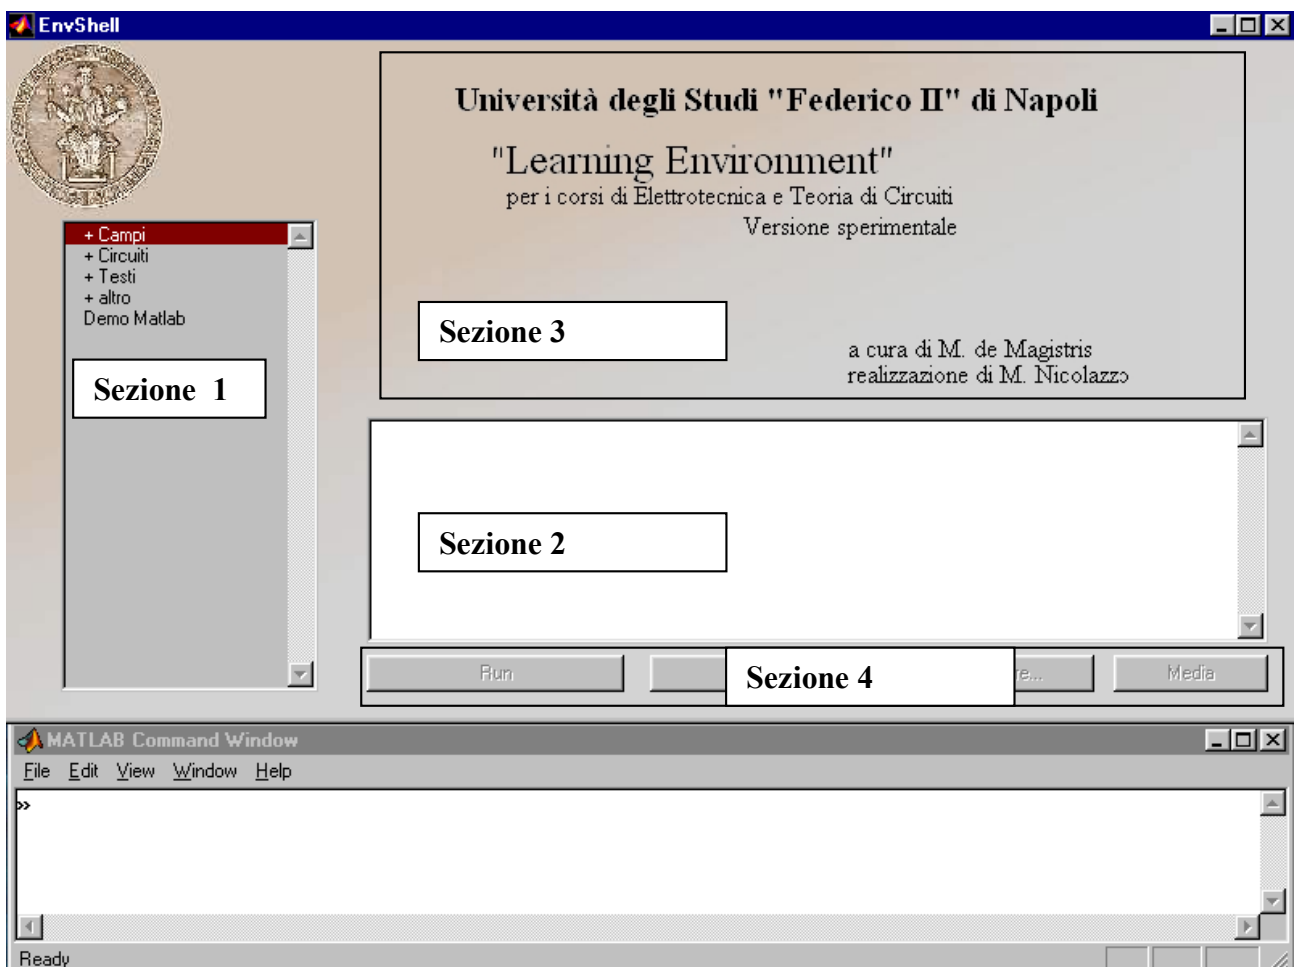 EnvShell
Università degli Studi "Federico II" di Napoli
"Learning Environment"
per i corsi di Elettrotecnica e Teoria di Circuiti
Versione sperimentale
+ Campi
+ Circuiti
+ Testi
+ altro
Demo Matlab
Sezione 1
Sezione 3
a cura di M. de Magistris
realizzazione di M. Nicolazzo
Sezione 2
Run
Sezione 4
re...
Media
MATLAB Command Window
File Edit View Window Help
»
Ready